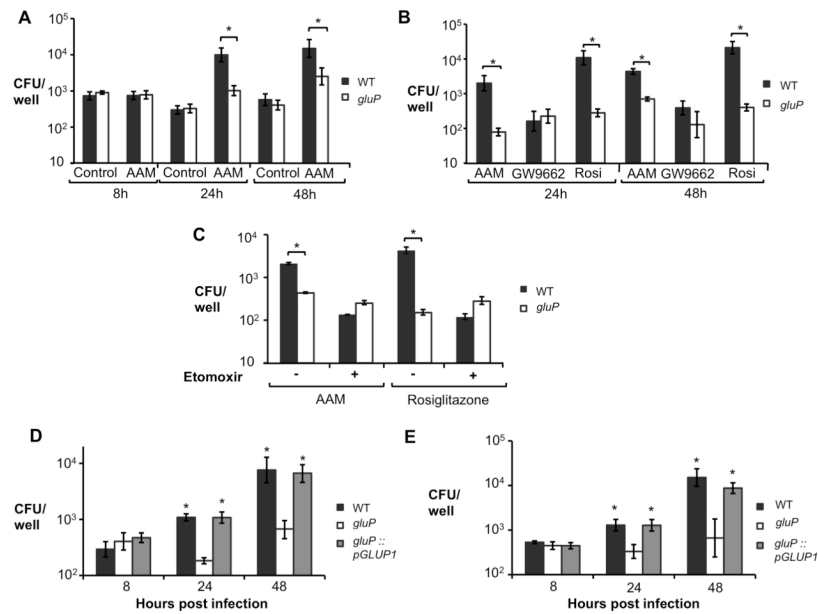 A
10⁵
10⁴
10³
10²
10
CFU/
well
*
*
WT
gluP
Control AAM Control AAM Control AAM
8h 24h 48h
B
10⁵
10⁴
10³
10²
10
CFU/
well
*
*
*
*
WT
gluP
AAM GW9662 Rosi AAM GW9662 Rosi
24h 48h
C
10⁴
10³
10²
10
CFU/
well
*
*
WT
gluP
Etomoxir - + - +
AAM Rosiglitazone
D
10⁴
10³
10²
CFU/
well
* *
* *
WT
gluP
gluP ::
pGLUP1
8 24 48
Hours post infection
E
10⁵
10⁴
10³
10²
CFU/
well
* *
* *
WT
gluP
gluP ::
pGLUP1
8 24 48
Hours post infection